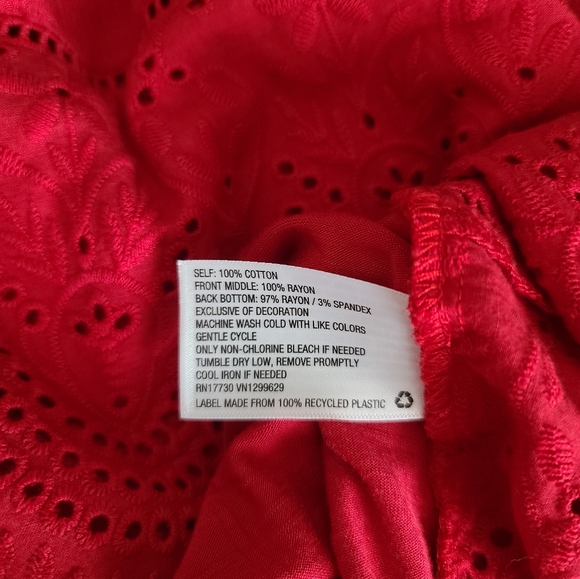 SELF: 100% COTTON
FRONT MIDDLE: 100% RAYON
BACK BOTTOM: 97% RAYON / 3% SPANDEX
EXCLUSIVE OF DECORATION
MACHINE WASH COLD WITH LIKE COLORS
GENTLE CYCLE
ONLY NON-CHLORINE BLEACH IF NEEDED
TUMBLE DRY LOW, REMOVE PROMPTLY
COOL IRON IF NEEDED
RN17730 VN1299629
LABEL MADE FROM 100% RECYCLED PLASTIC